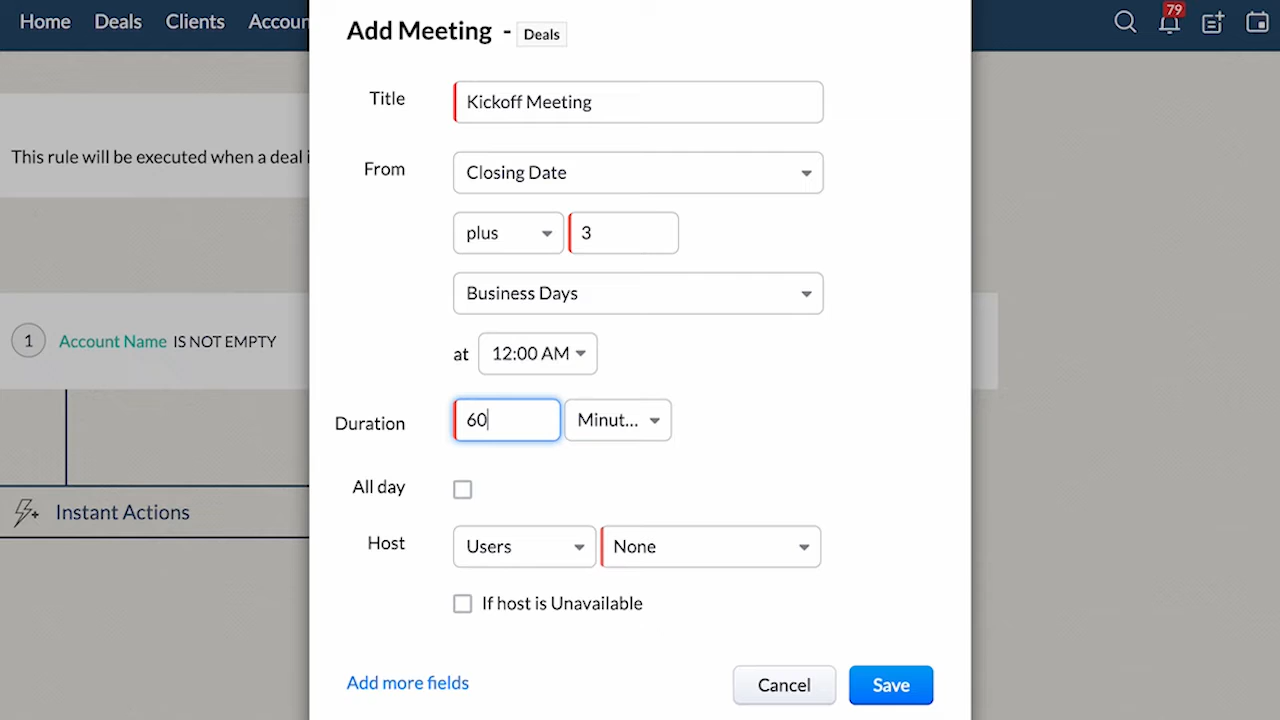 Home Deals Clients Accoun
79
Add Meeting - Deals
Title
Kickoff Meeting
This rule will be executed when a deal i
From
Closing Date
plus
3
Business Days
1 Account Name IS NOT EMPTY
at
12:00 AM
Duration
60
Minut...
All day
Instant Actions
Host
Users
None
If host is Unavailable
Add more fields
Cancel
Save